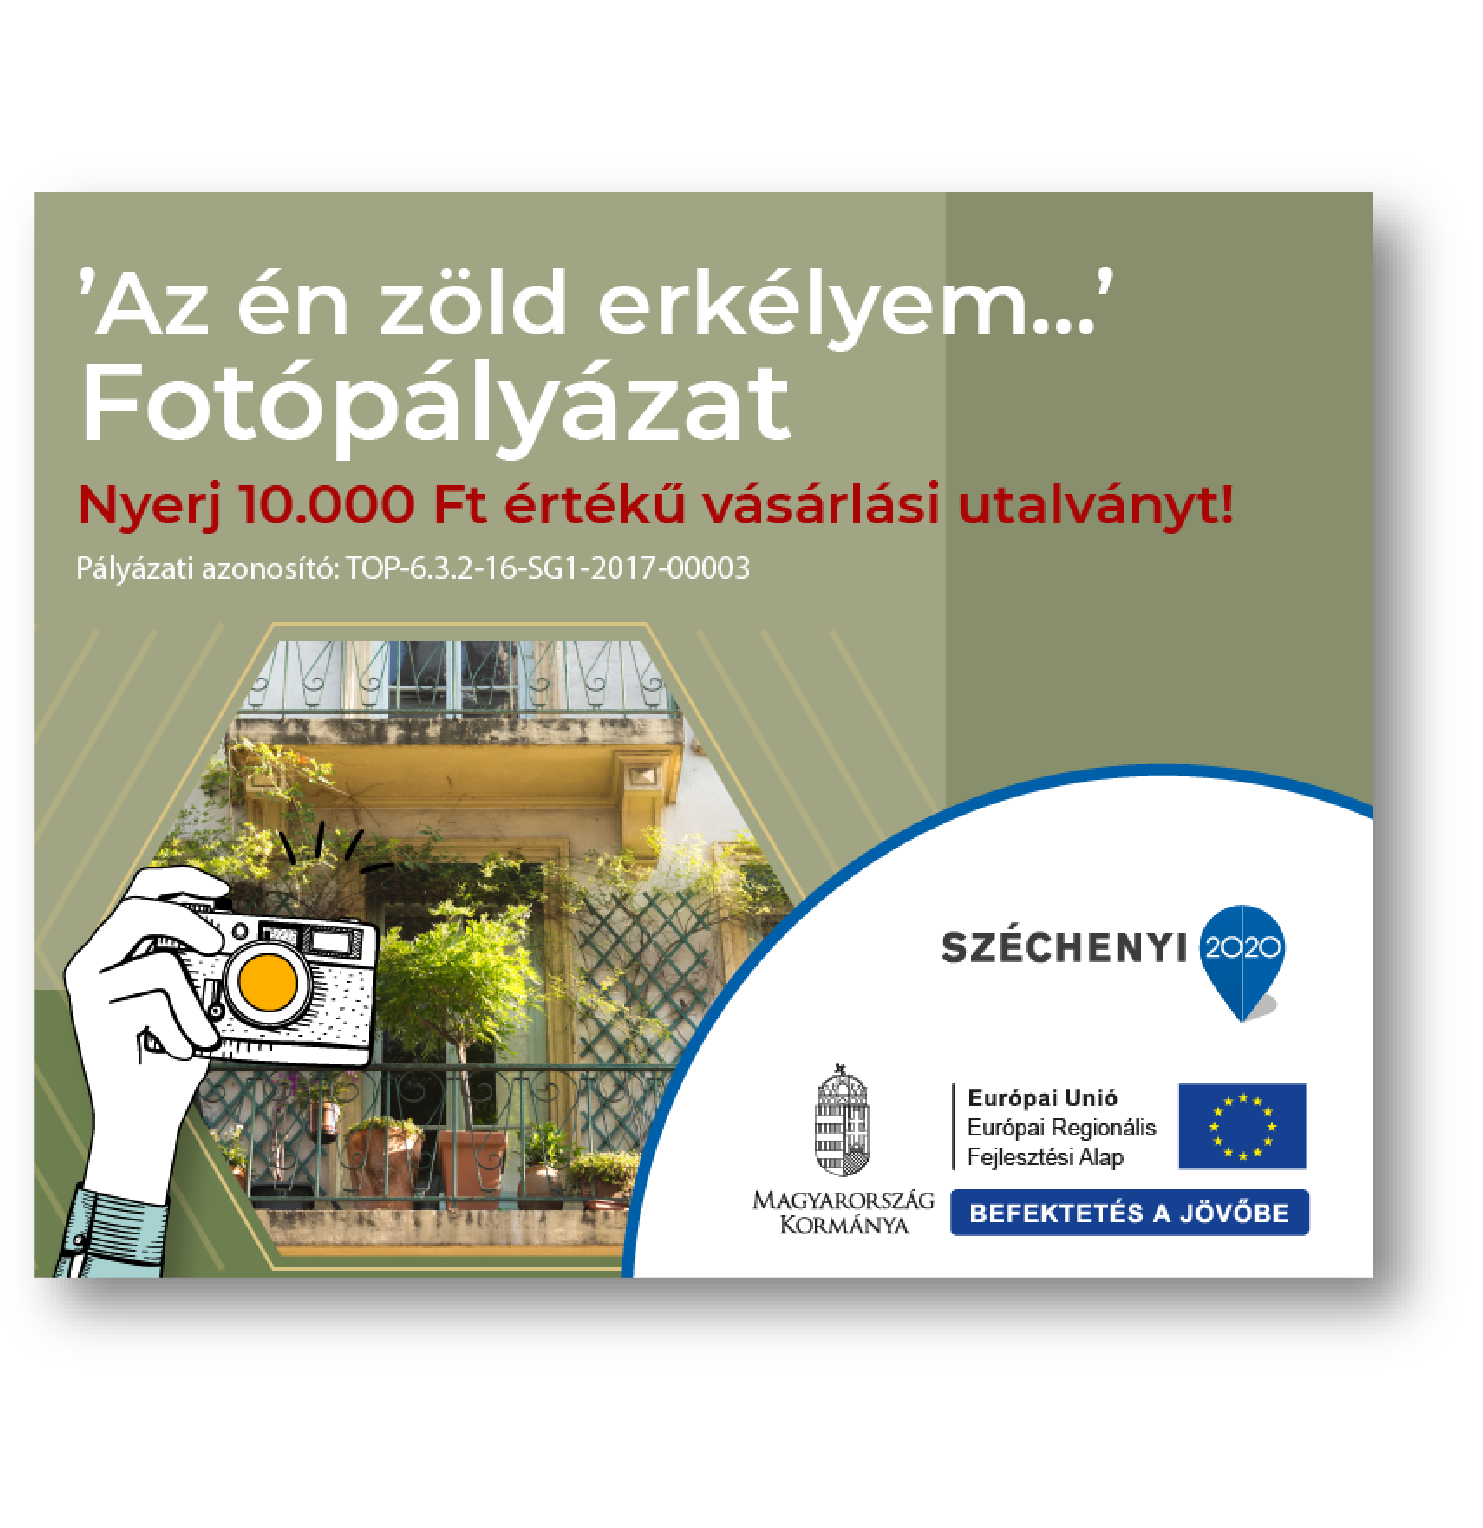 ’Az én zöld erkélyem...’
Fotópályázat
Nyerj 10.000 Ft értékű vásárlási utalványt!
Pályázati azonosító: TOP-6.3.2-16-SG1-2017-00003
SZÉCHENYI 2020
MAGYARORSZÁG
KORMÁNYA
Európai Unió
Európai Regionális
Fejlesztési Alap
BEFEKTETÉS A JÖVŐBE